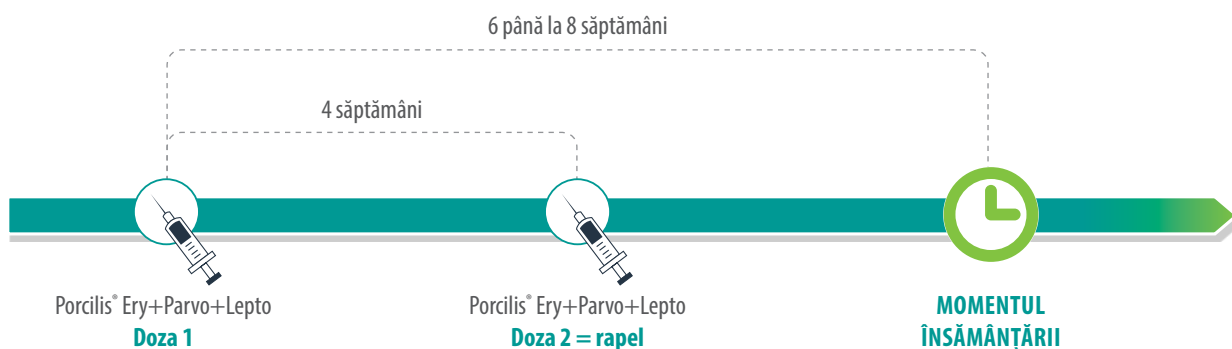 6 până la 8 săptămâni
4 săptămâni
Porcilis® Ery+Parvo+Lepto
Doza 1
Porcilis® Ery+Parvo+Lepto
Doza 2 = rapel
MOMENTUL
ÎNSĂMÂNȚĂRII